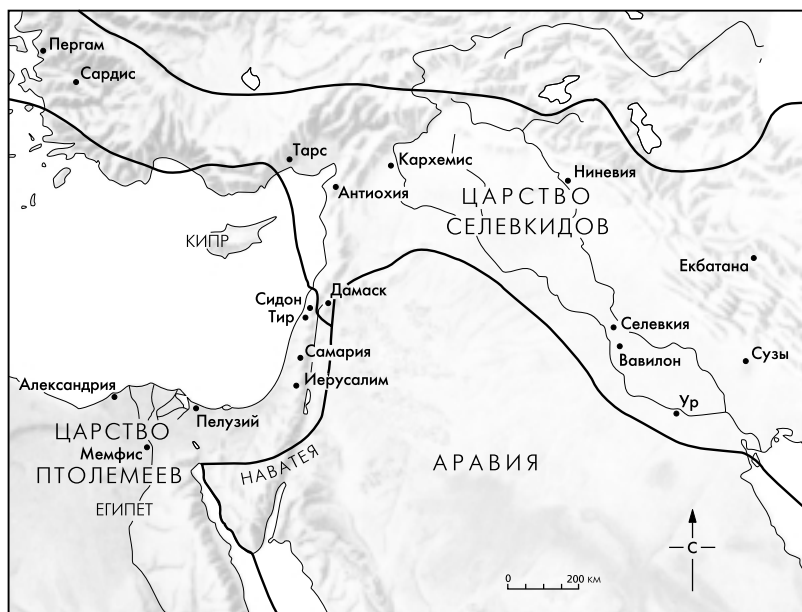 Пергам
Сардис
Тарс
Кархемис
Ниневия
Антиохия
ЦАРСТВО
СЕЛЕВКИДОВ
КИПР
Екбатана
Дамаск
Сидон
Тир
Селевкия
Вавилон
Сузы
Самария
Иерусалим
Александрия
Пелузий
Ур
ЦАРСТВО
Мемфис
ПТОЛЕМЕЕВ
НАВАТЕЯ
АРАВИЯ
ЕГИПЕТ
С
0 200 КМ